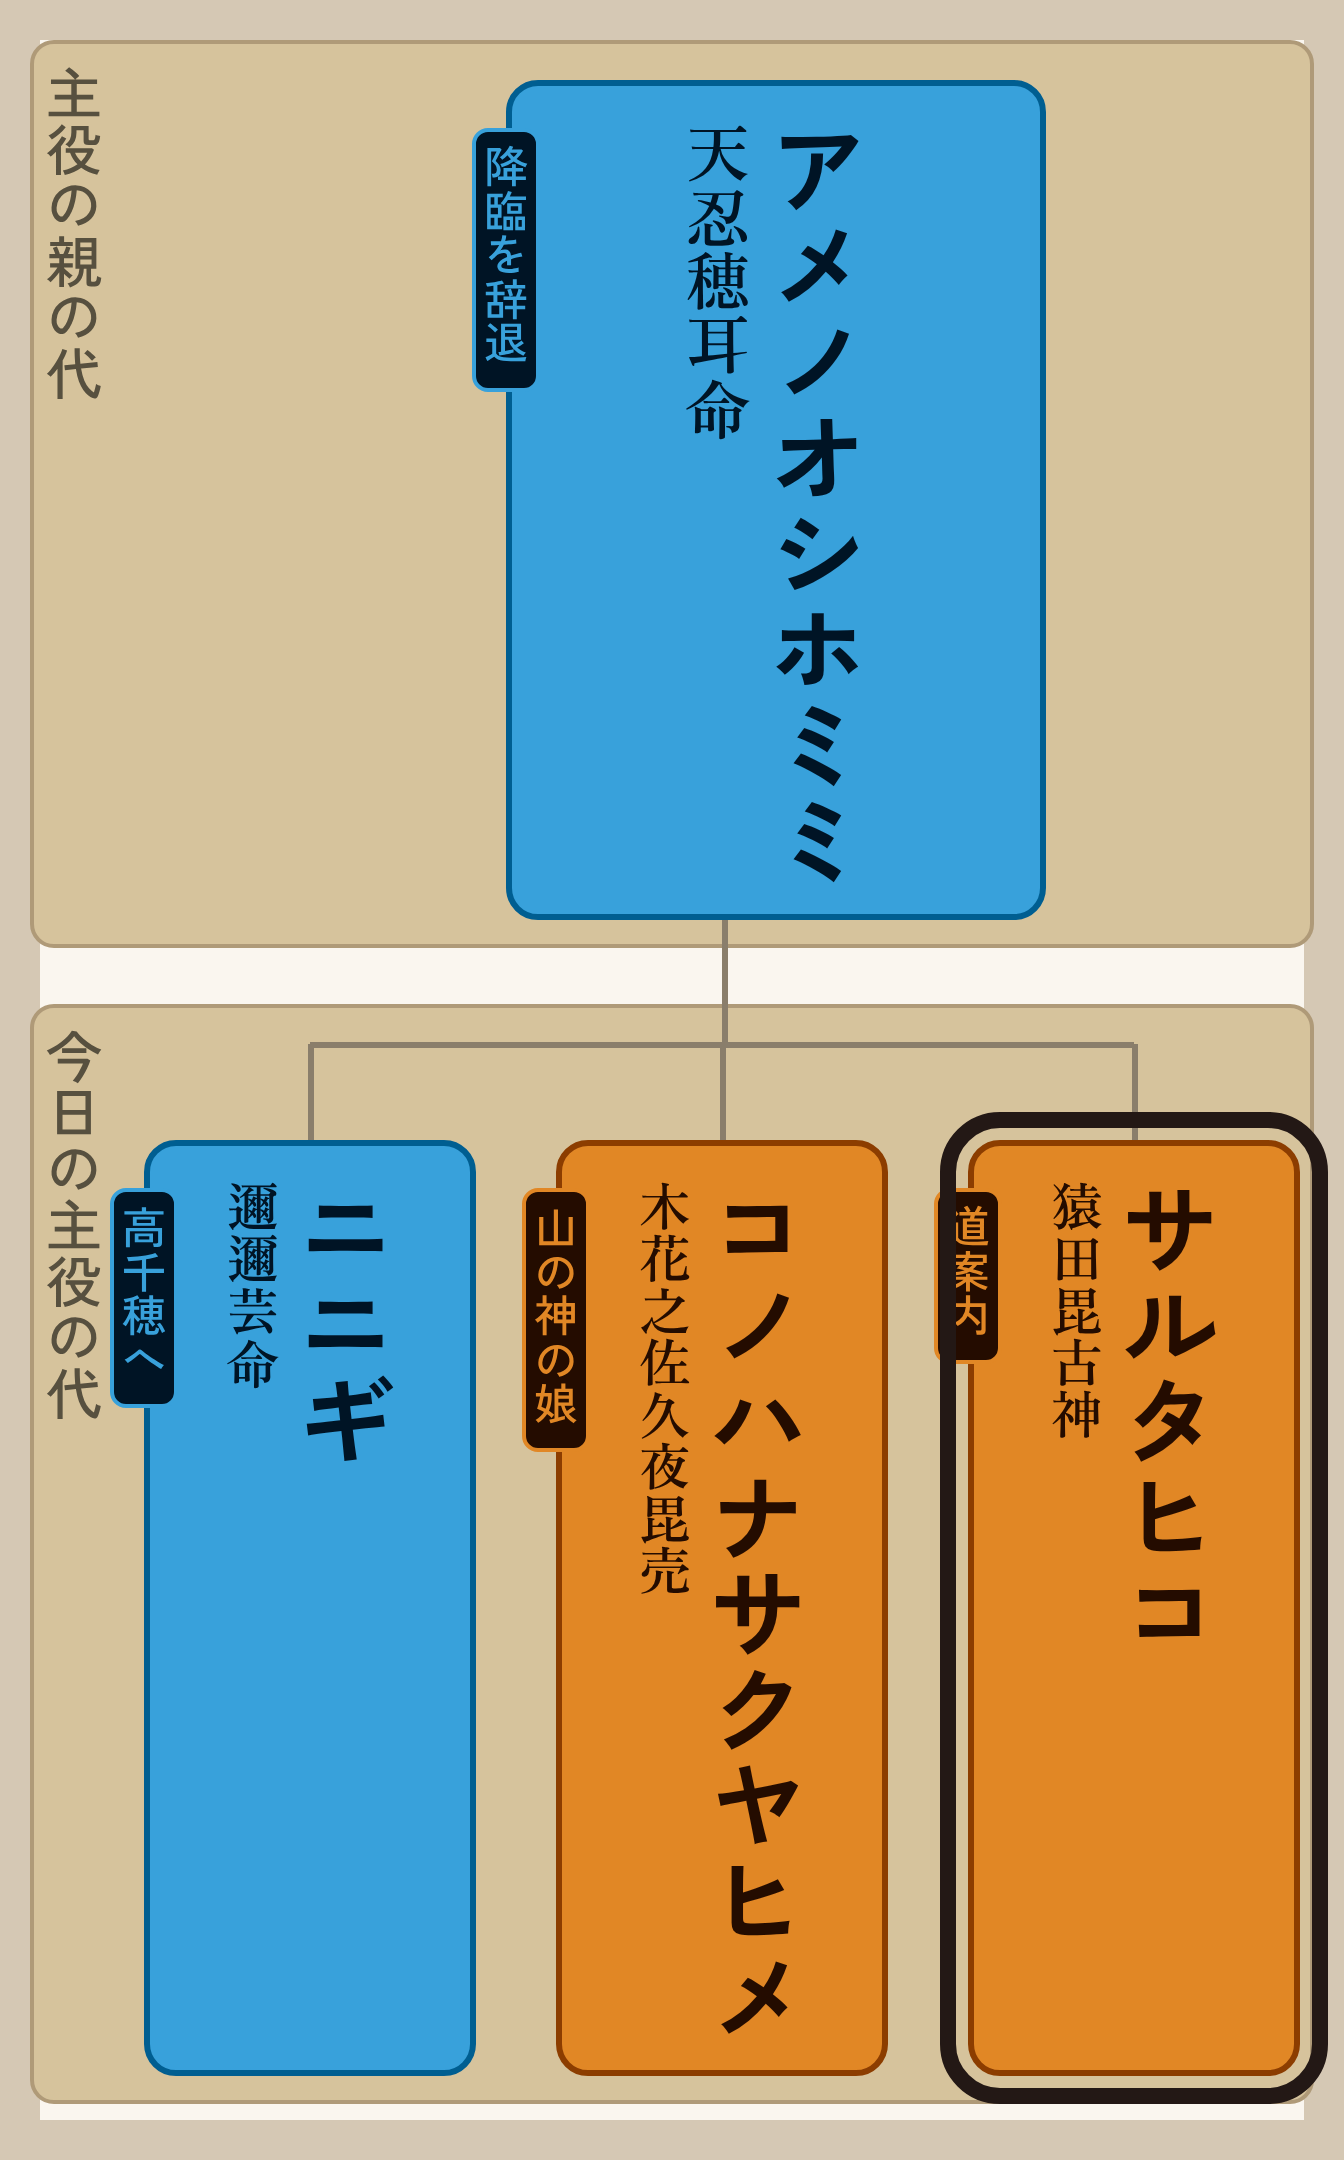 主役の親の代
アメノオシホミミ
天忍穂耳命
降臨を辞退
今日の主役の代
サルタヒコ
猿田毘古神
道案内
コノハナサクヤヒメ
木花之佐久夜毘売
山の神の娘
ニニギ
邇邇芸命
高千穂へ